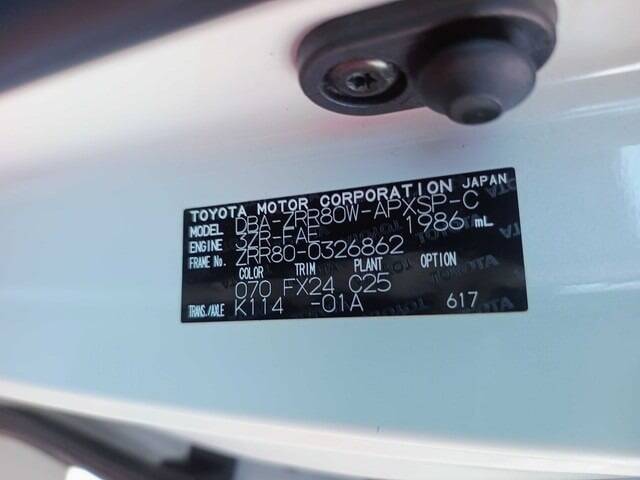 TOYOTA MOTOR CORPORATION JAPAN
MODEL DBA-ZRR80W-APXSP-C
ENGINE 3ZR-FAE 1986 mL
FRAME No. ZRR80-0326862
COLOR TRIM PLANT OPTION
070 FX24 C25
TRANS./AXLE K114 -01A 617